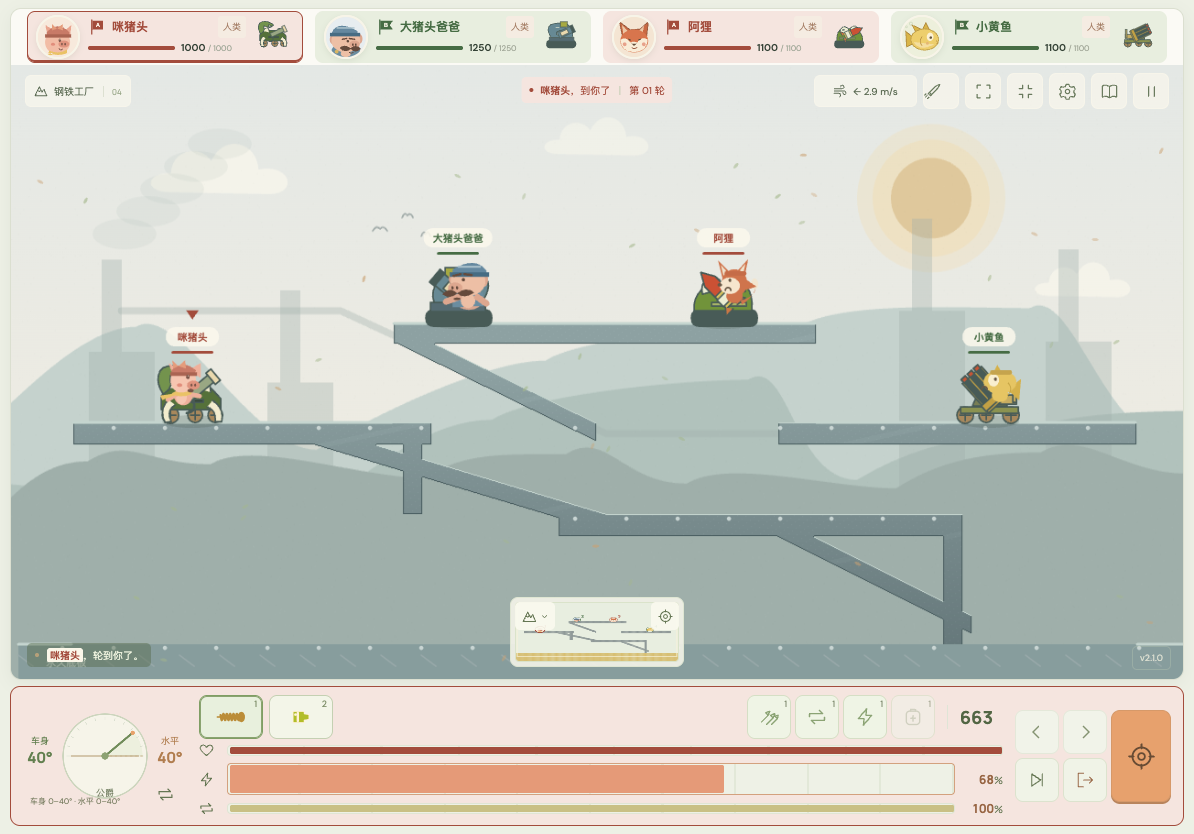 A 咪猪头 人类
1000 / 1000
B 大猪头爸爸 人类
1250 / 1250
A 阿狸 人类
1100 / 1100
B 小黄鱼 人类
1100 / 1100
钢铁工厂 04
咪猪头，到你了 第 01 轮
← 2.9 m/s
大猪头爸爸
阿狸
咪猪头
小黄鱼
咪猪头，轮到你了。
v2.1.0
车身
40°
水平
40°
公爵
车身 0–40° · 水平 0–40°
1
2
1
1
1
1
663
68%
100%